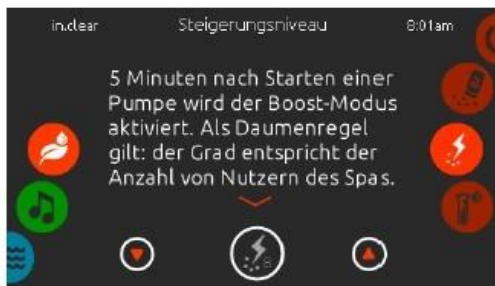 in.clear Steigerungsniveau 8:01am
5 Minuten nach Starten einer
Pumpe wird der Boost-Modus
aktiviert. Als Daumenregel
gilt: der Grad entspricht der
Anzahl von Nutzern des Spas.
8